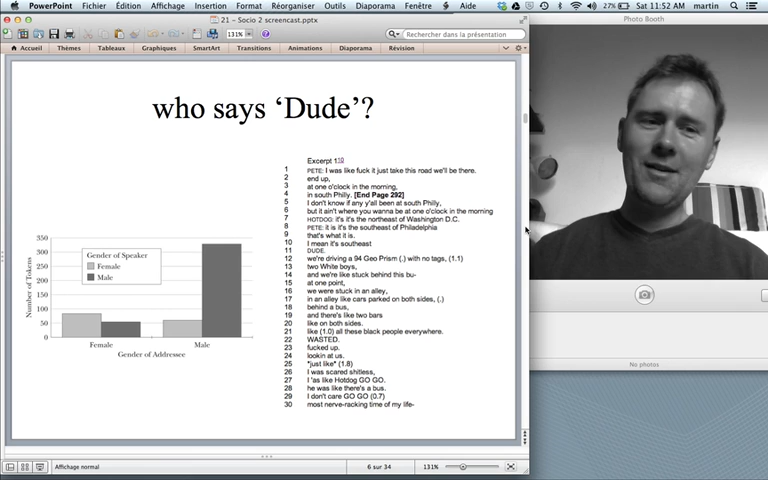 PowerPoint Fichier Édition Affichage Insertion Format Réorganiser Outils Diaporama Fenêtre Aide 27% Sat 11:52 AM martin
21 – Socio 2 screencast.pptx
Photo Booth
131% Rechercher dans la présentation
Accueil Thèmes Tableaux Graphiques SmartArt Transitions Animations Diaporama Révision
who says ‘Dude’?
Excerpt 110
1 PETE: I was like fuck it just take this road we'll be there.
2 end up,
3 at one o'clock in the morning,
4 in south Philly. [End Page 292]
5 I don't know if any y'all been at south Philly,
6 but it ain't where you wanna be at one o'clock in the morning
7 HOTDOG: it's it's the northeast of Washington D.C.
8 PETE: it is it's the southeast of Philadelphia
9 that's what it is.
10 I mean it's southeast
11 DUDE.
12 we're driving a 94 Geo Prism (.) with no tags, (1.1)
13 two White boys,
14 and we're like stuck behind this bu-
15 at one point,
16 we were stuck in an alley,
17 in an alley like cars parked on both sides, (.)
18 behind a bus,
19 and there's like two bars
20 like on both sides.
21 like (1.0) all these black people everywhere.
22 WASTED.
23 fucked up.
24 lookin at us.
25 *just like* (1.8)
26 I was scared shitless,
27 I 'as like Hotdog GO GO.
28 he was like there's a bus.
29 I don't care GO GO (0.7)
30 most nerve-racking time of my life-
Number of Tokens
350
300
250
200
150
100
50
0
Gender of Speaker
Female
Male
Female Male
Gender of Addressee
No photos
Affichage normal 6 sur 34 131%